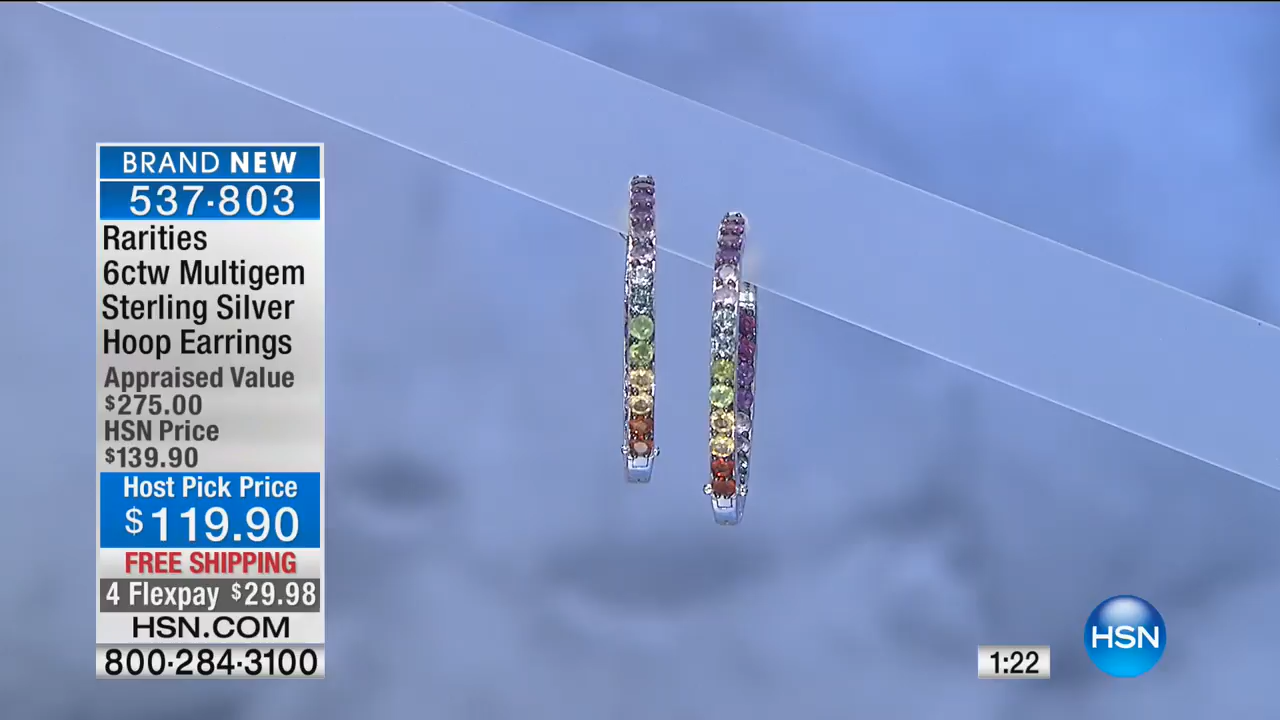 BRAND NEW
537·803
Rarities
6ctw Multigem
Sterling Silver
Hoop Earrings
Appraised Value
$275.00
HSN Price
$139.90
Host Pick Price
$119.90
FREE SHIPPING
4 Flexpay $29.98
HSN.COM
800·284·3100
1:22
HSN